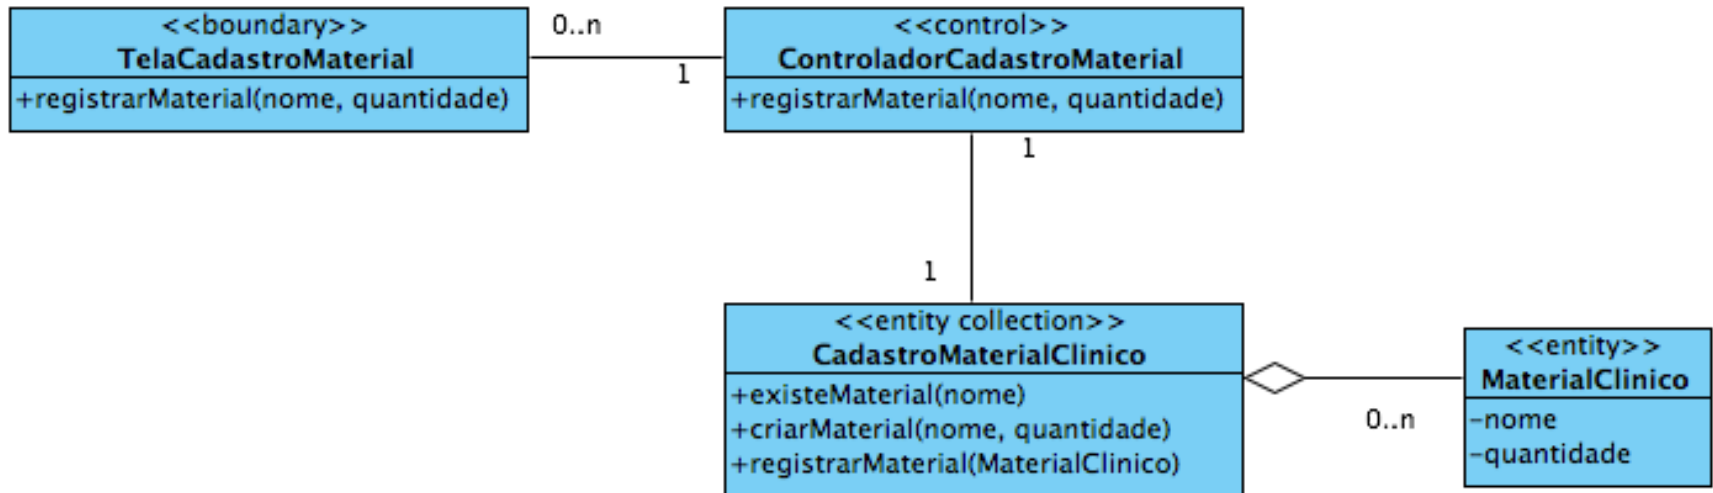 <<boundary>>
TelaCadastroMaterial
+registrarMaterial(nome, quantidade)
0..n
1
<<control>>
ControladorCadastroMaterial
+registrarMaterial(nome, quantidade)
1
1
<<entity collection>>
CadastroMaterialClinico
+existeMaterial(nome)
+criarMaterial(nome, quantidade)
+registrarMaterial(MaterialClinico)
0..n
<<entity>>
MaterialClinico
-nome
-quantidade